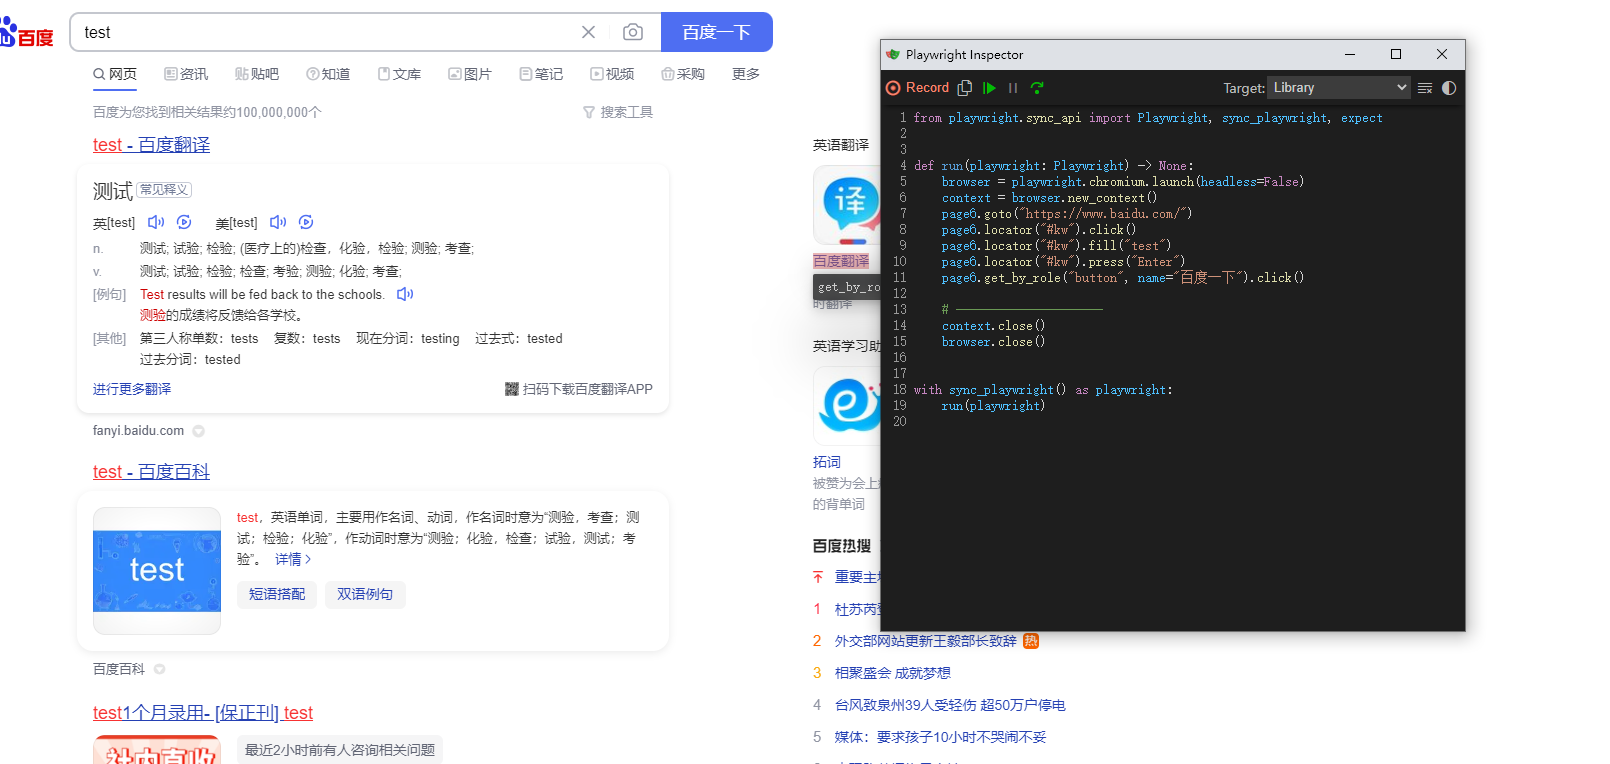 du百度
test
百度一下
网页
资讯
贴吧
知道
文库
图片
笔记
视频
采购
更多
百度为您找到相关结果约100,000,000个
搜索工具
test - 百度翻译
测试 常见释义
英[test] 美[test]
n. 测试; 试验; 检验; (医疗上的)检查，化验，检验; 测验; 考查;
v. 测试; 试验; 检验; 检查; 考验; 测验; 化验; 考查;
[例句] Test results will be fed back to the schools.
测验的成绩将反馈给各学校。
[其他] 第三人称单数：tests 复数：tests 现在分词：testing 过去式：tested
过去分词：tested
进行更多翻译
扫码下载百度翻译APP
fanyi.baidu.com
test - 百度百科
test
test，英语单词，主要用作名词、动词，作名词时意为“测验，考查；测
试；检验；化验”，作动词时意为“测验；化验，检查；试验，测试；考
验”。 详情
短语搭配
双语例句
百度百科
test1个月录用- [保正刊] test
最近2小时前有人咨询相关问题
英语翻译
译
百度翻译
get_by_ro
的翻译
英语学习助
拓词
被赞为会上
的背单词
百度热搜
重要主
1 杜苏芮
2 外交部网站更新王毅部长致辞 热
3 相聚盛会 成就梦想
4 台风致泉州39人受轻伤 超50万户停电
5 媒体：要求孩子10小时不哭闹不妥
Playwright Inspector
Record
Target: Library
1 from playwright.sync_api import Playwright, sync_playwright, expect
2
3
4 def run(playwright: Playwright) -> None:
5 browser = playwright.chromium.launch(headless=False)
6 context = browser.new_context()
7 page6.goto("https://www.baidu.com/")
8 page6.locator("#kw").click()
9 page6.locator("#kw").fill("test")
10 page6.locator("#kw").press("Enter")
11 page6.get_by_role("button", name="百度一下").click()
12
13 # ---------------------
14 context.close()
15 browser.close()
16
17
18 with sync_playwright() as playwright:
19 run(playwright)
20